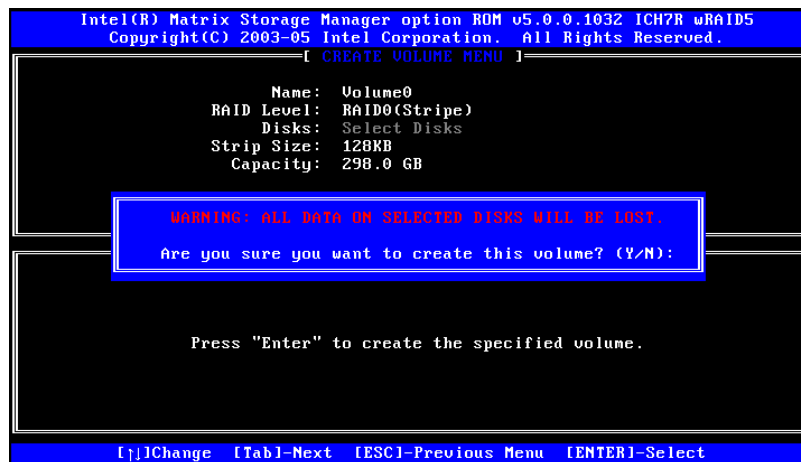 Intel(R) Matrix Storage Manager option ROM v5.0.0.1032 ICH7R wRAID5
Copyright(C) 2003-05 Intel Corporation. All Rights Reserved.
[ CREATE VOLUME MENU ]
Name: Volume0
RAID Level: RAID0(Stripe)
Disks: Select Disks
Strip Size: 128KB
Capacity: 298.0 GB
WARNING: ALL DATA ON SELECTED DISKS WILL BE LOST.
Are you sure you want to create this volume? (Y/N):
Press "Enter" to create the specified volume.
[↑↓]Change [Tab]-Next [ESC]-Previous Menu [ENTER]-Select